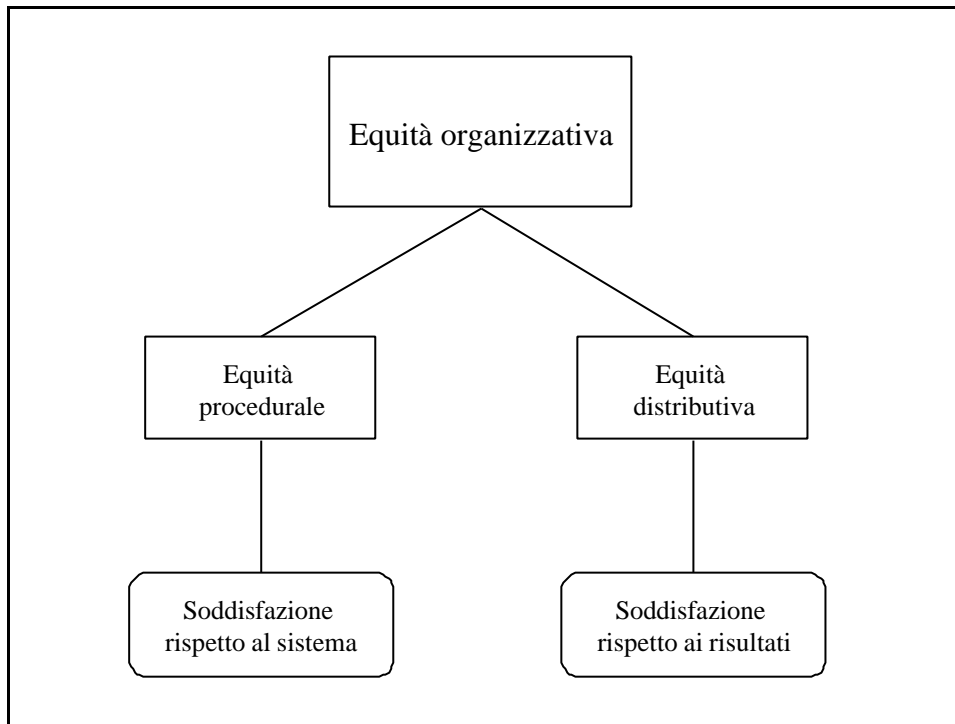 Equità organizzativa
Equità
procedurale
Equità
distributiva
Soddisfazione
rispetto al sistema
Soddisfazione
rispetto ai risultati